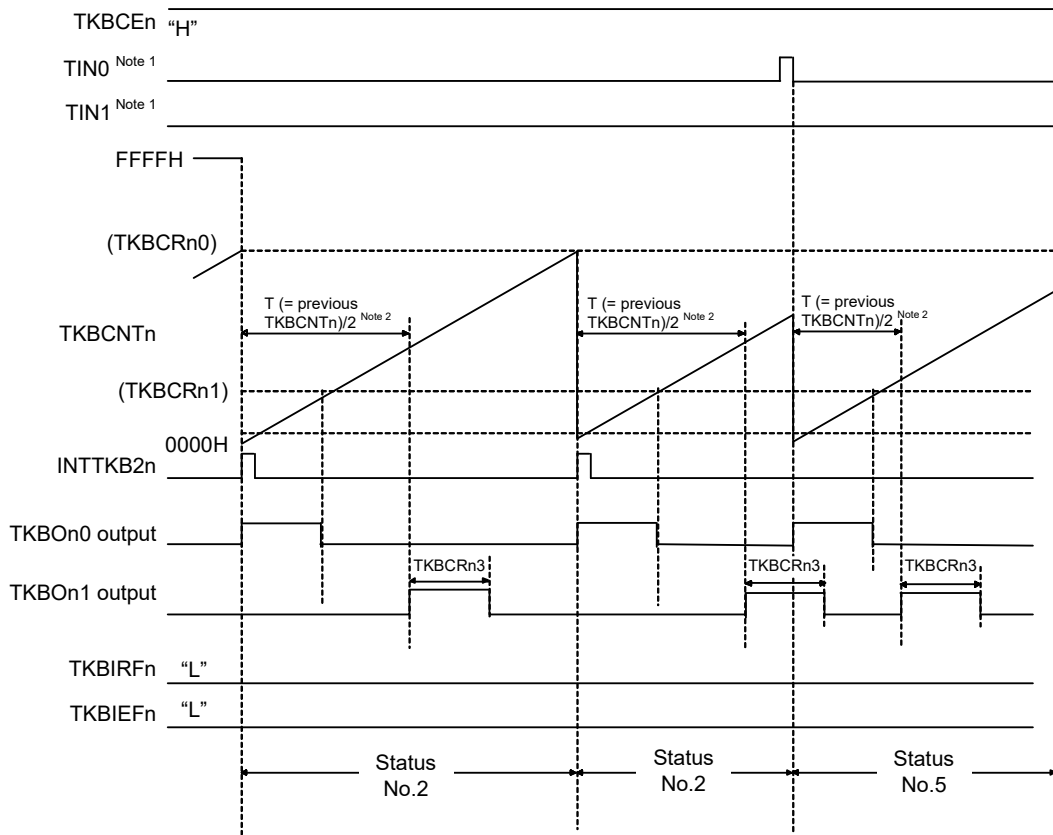 TKBCEn “H”
TIN0 Note 1
TIN1 Note 1
FFFFH
(TKBCRn0)
T (= previous
TKBCNTn)/2 Note 2
T (= previous
TKBCNTn)/2 Note 2
T (= previous
TKBCNTn)/2 Note 2
TKBCNTn
(TKBCRn1)
0000H
INTTKB2n
TKBOn0 output
TKBCRn3
TKBCRn3
TKBCRn3
TKBOn1 output
TKBIRFn “L”
TKBIEFn “L”
Status
No.2
Status
No.2
Status
No.5